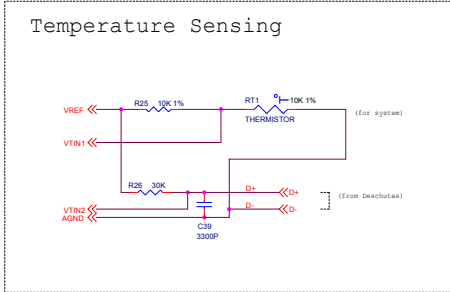 Temperature Sensing
R25 10K 1% RT1 10K 1%
VREF
THERMISTOR (for system)
VTIN1
R26 30K D+ D+
(from Deschutes)
VTIN2 D- D-
AGND
C39
3300P